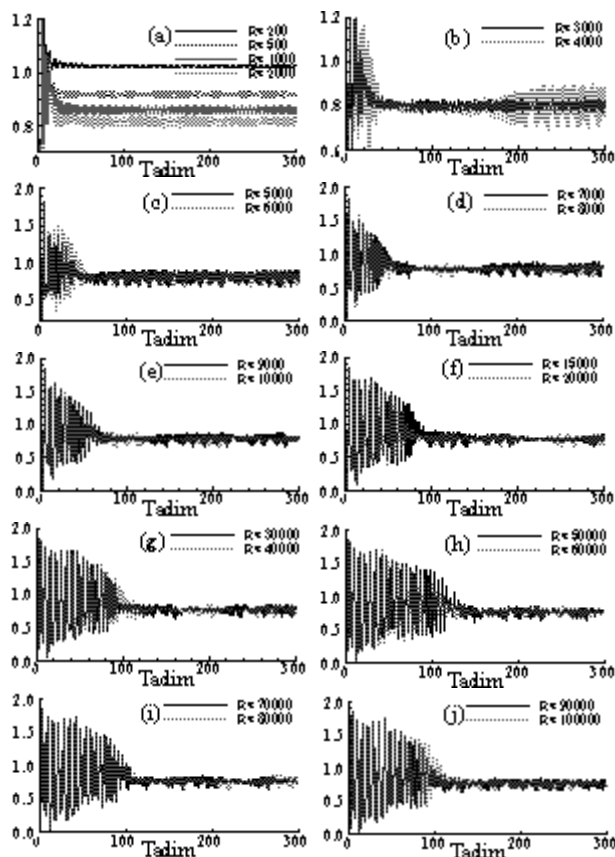 (a)
R= 200
R= 500
R= 1000
R= 2000
1.2
1.0
0.8
0 100 200 300
Tadim
(b)
R= 3000
R= 4000
1.2
1.0
0.8
0.6
0 100 200 300
Tadim
(c)
R= 5000
R= 6000
2.0
1.5
1.0
0.5
0 100 200 300
Tadim
(d)
R= 7000
R= 8000
2.0
1.5
1.0
0.5
0 100 200 300
Tadim
(e)
R= 9000
R= 10000
2.0
1.5
1.0
0.5
0.0
0 100 200 300
Tadim
(f)
R= 15000
R= 20000
2.0
1.5
1.0
0.5
0.0
0 100 200 300
Tadim
(g)
R= 30000
R= 40000
2.0
1.5
1.0
0.5
0.0
0 100 200 300
Tadim
(h)
R= 50000
R= 60000
2.0
1.5
1.0
0.5
0.0
0 100 200 300
Tadim
(i)
R= 70000
R= 80000
2.0
1.5
1.0
0.5
0.0
0 100 200 300
Tadim
(j)
R= 90000
R= 100000
2.0
1.5
1.0
0.5
0.0
0 100 200 300
Tadim